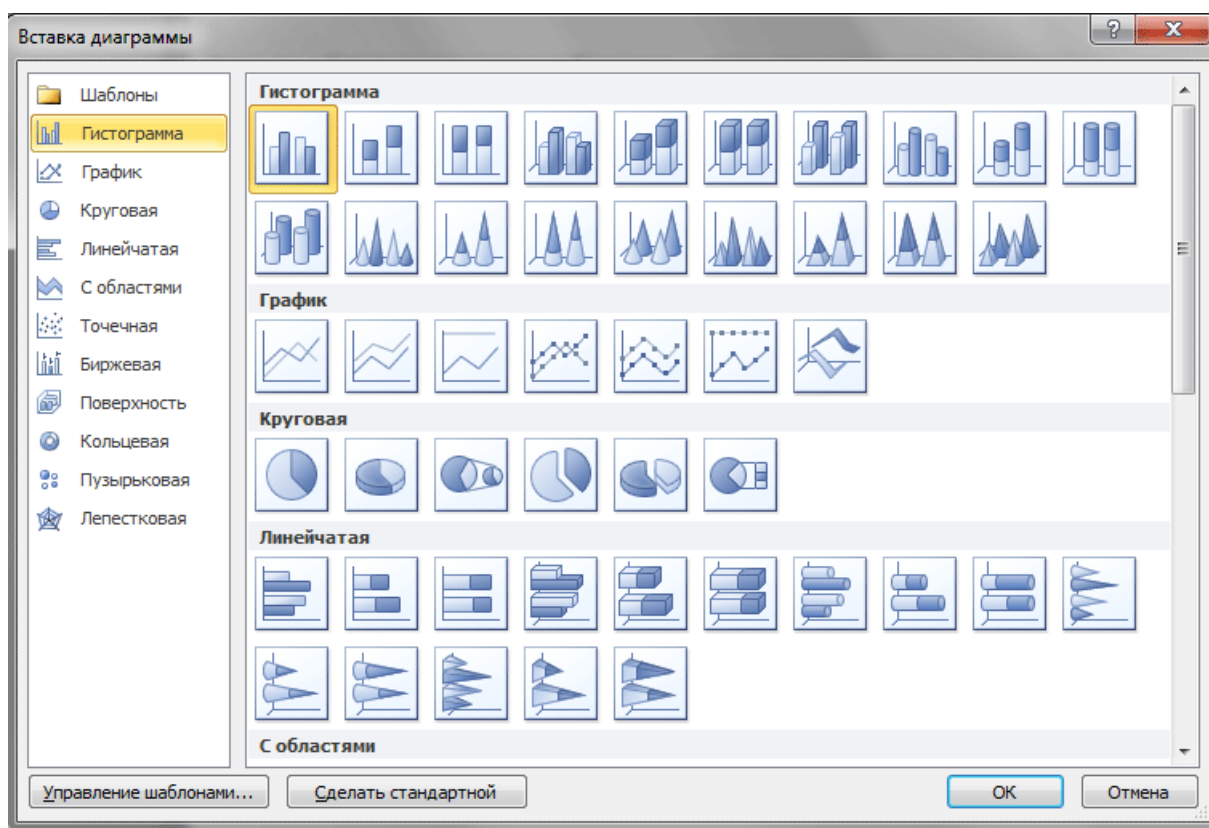 Вставка диаграммы
Шаблоны
Гистограмма
График
Круговая
Линейчатая
С областями
Точечная
Биржевая
Поверхность
Кольцевая
Пузырьковая
Лепестковая
Гистограмма
График
Круговая
Линейчатая
С областями
Управление шаблонами...
Сделать стандартной
ОК
Отмена